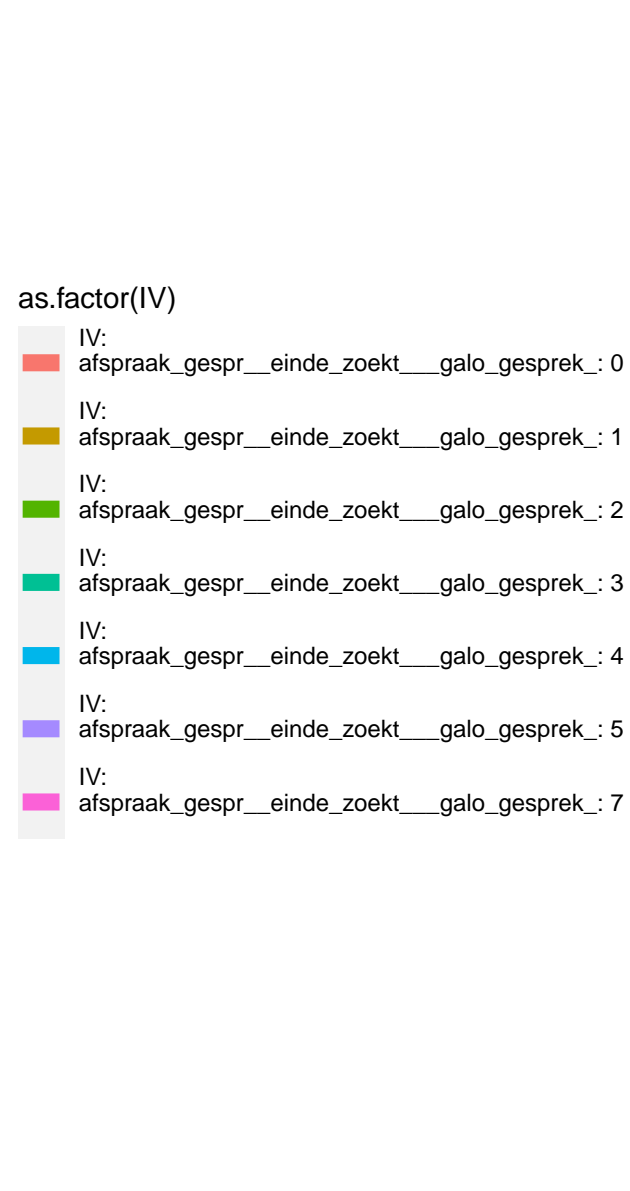 as.factor(IV)
IV:
afspraak_gespr__einde_zoekt___galo_gesprek_: 0
IV:
afspraak_gespr__einde_zoekt___galo_gesprek_: 1
IV:
afspraak_gespr__einde_zoekt___galo_gesprek_: 2
IV:
afspraak_gespr__einde_zoekt___galo_gesprek_: 3
IV:
afspraak_gespr__einde_zoekt___galo_gesprek_: 4
IV:
afspraak_gespr__einde_zoekt___galo_gesprek_: 5
IV:
afspraak_gespr__einde_zoekt___galo_gesprek_: 7